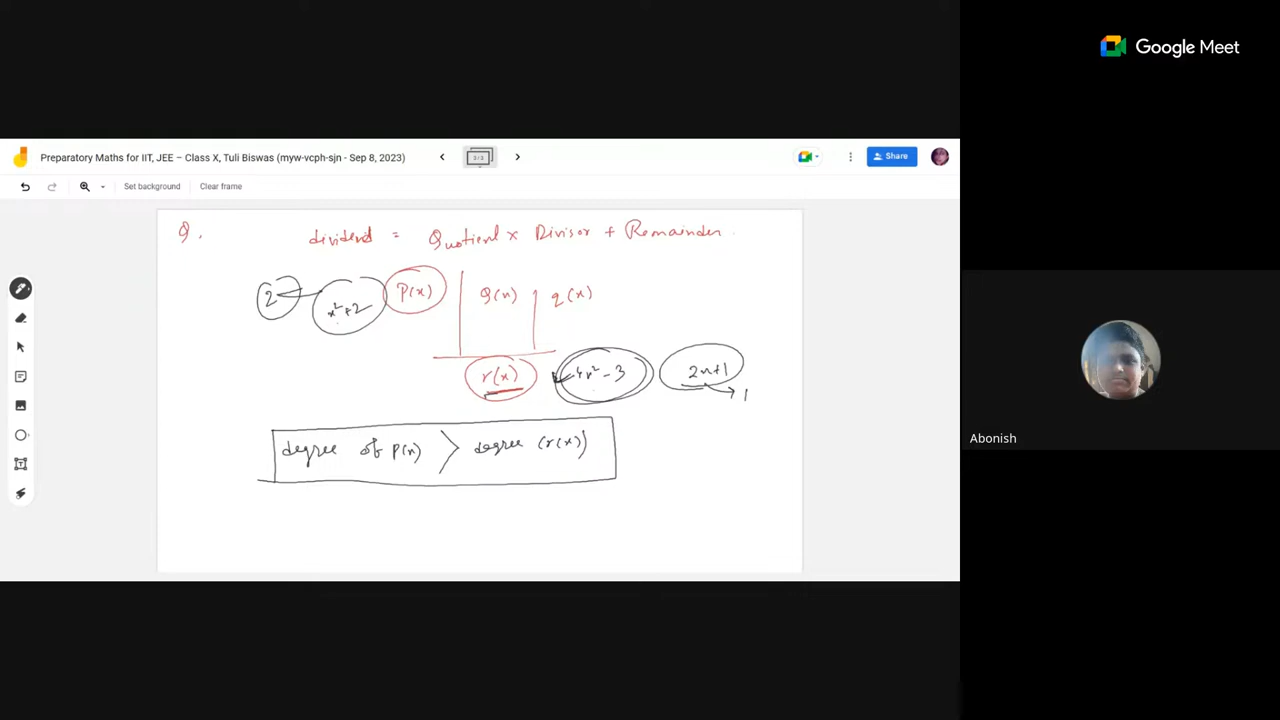 Google Meet
Preparatory Maths for IIT, JEE – Class X, Tuli Biswas (myw-vcph-sjn - Sep 8, 2023)
Share
Set background
Clear frame
Q. dividend = Quotient x Divisor + Remainder.
2 x²+2 P(x) Q(x) q(x)
r(x) 4x²-3 2x+1 → 1
degree of P(x) > degree (r(x))
Abonish